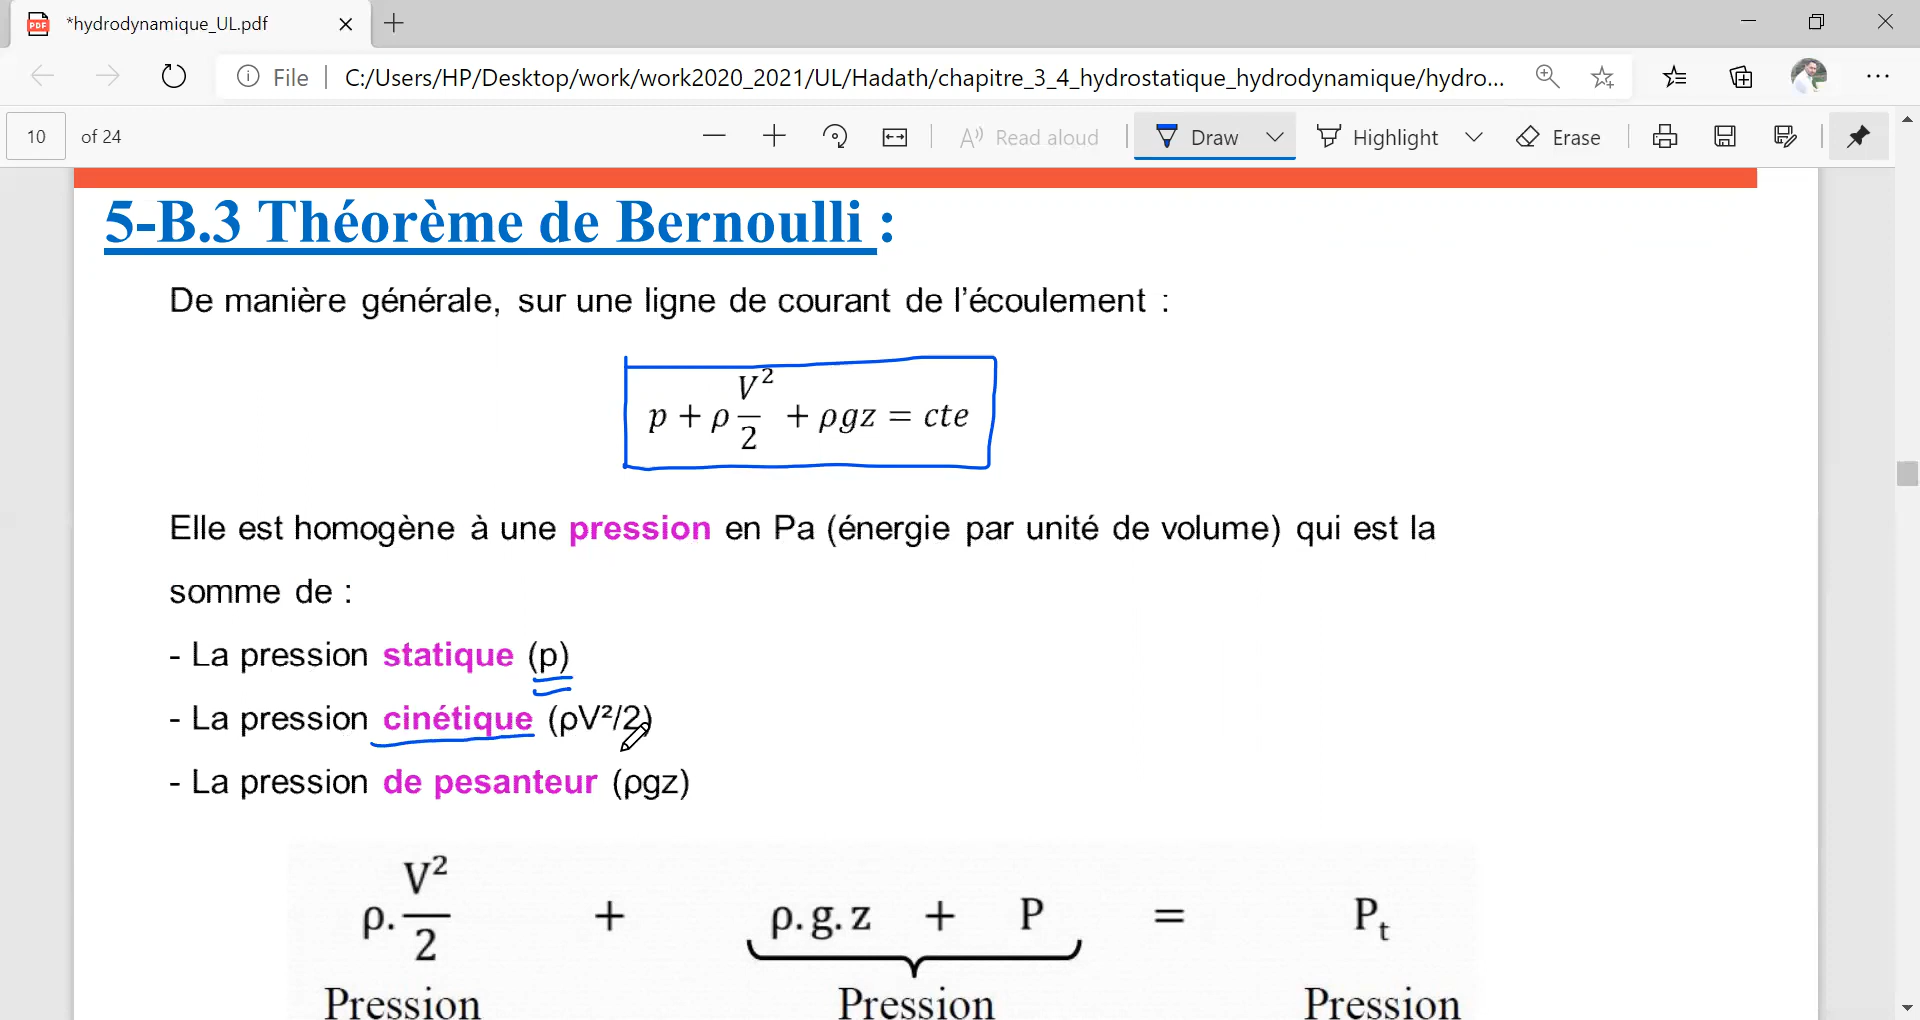 *hydrodynamique_UL.pdf
File
C:/Users/HP/Desktop/work/work2020_2021/UL/Hadath/chapitre_3_4_hydrostatique_hydrodynamique/hydro...
10 of 24
Read aloud
Draw
Highlight
Erase
5-B.3 Théorème de Bernoulli :
De manière générale, sur une ligne de courant de l’écoulement :
p + ρ V²/2 + ρgz = cte
Elle est homogène à une pression en Pa (énergie par unité de volume) qui est la
somme de :
- La pression statique (p)
- La pression cinétique (ρV²/2)
- La pression de pesanteur (ρgz)
ρ. V²/2 + ρ. g. z + P = Pt
Pression Pression Pression